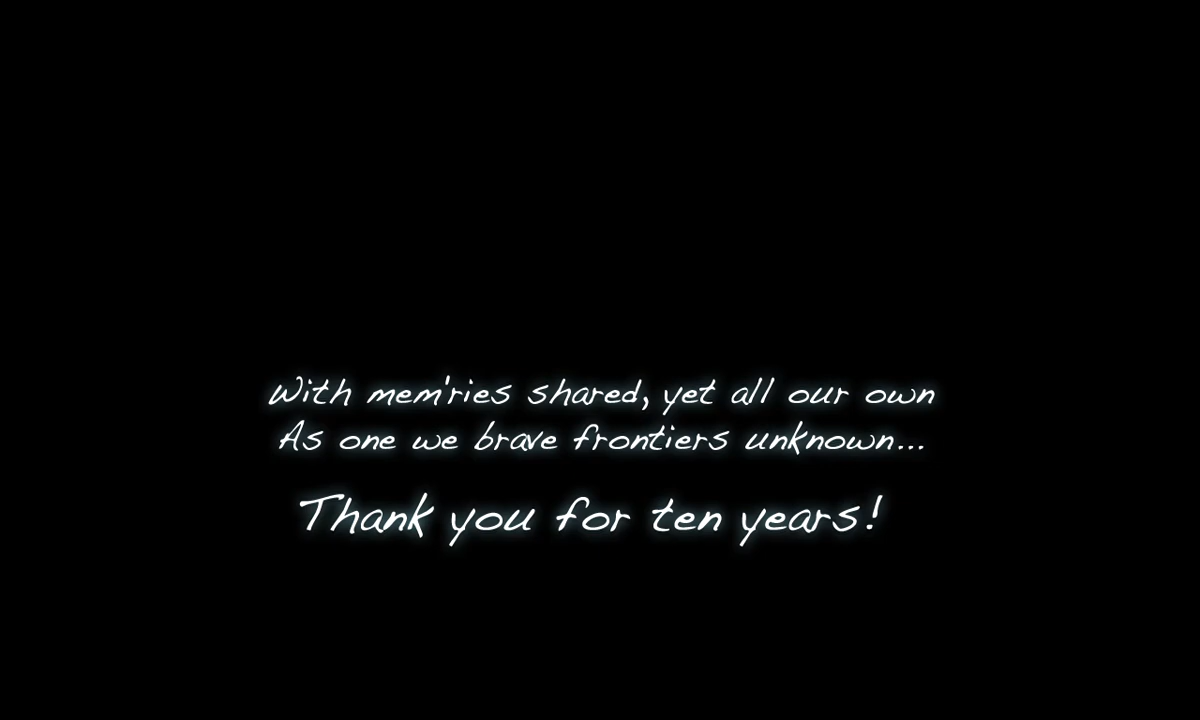 With mem'ries shared, yet all our own
As one we brave frontiers unknown...
Thank you for ten years!